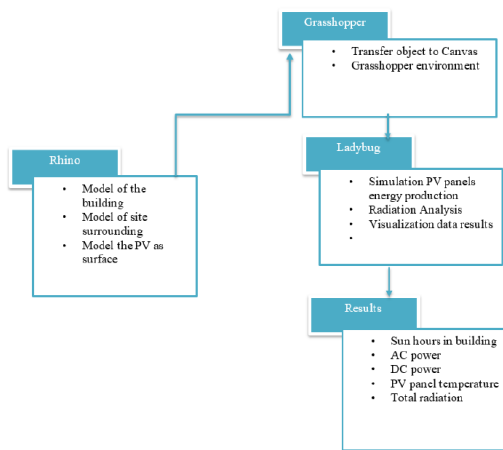 Grasshopper
• Transfer object to Canvas
• Grasshopper environment
Rhino
• Model of the
building
• Model of site
surrounding
• Model the PV as
surface
Ladybug
• Simulation PV panels
energy production
• Radiation Analysis
• Visualization data results
•
Results
• Sun hours in building
• AC power
• DC power
• PV panel temperature
• Total radiation